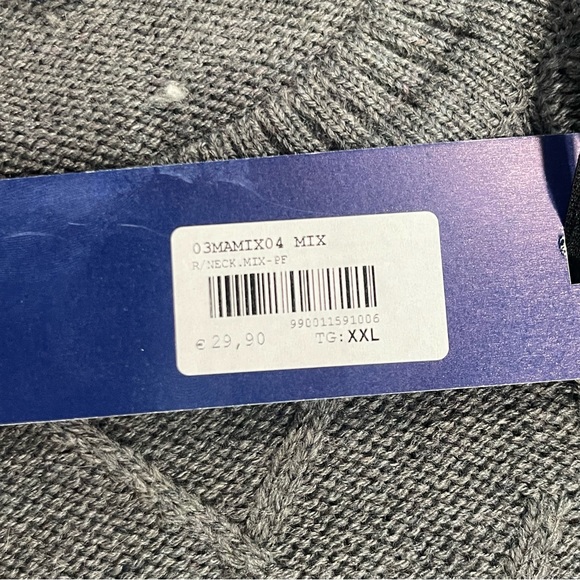 03MAMIX04 MIX
R/NECK.MIX-PF
990011591006
€ 29,90 TG:XXL